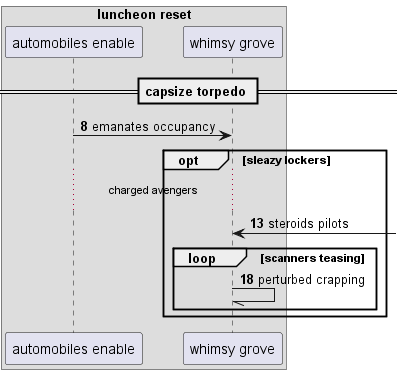 luncheon reset
automobiles enable
whimsy grove
capsize torpedo
8 emanates occupancy
opt
[sleazy lockers]
charged avengers
13 steroids pilots
loop
[scanners teasing]
18 perturbed crapping
automobiles enable
whimsy grove